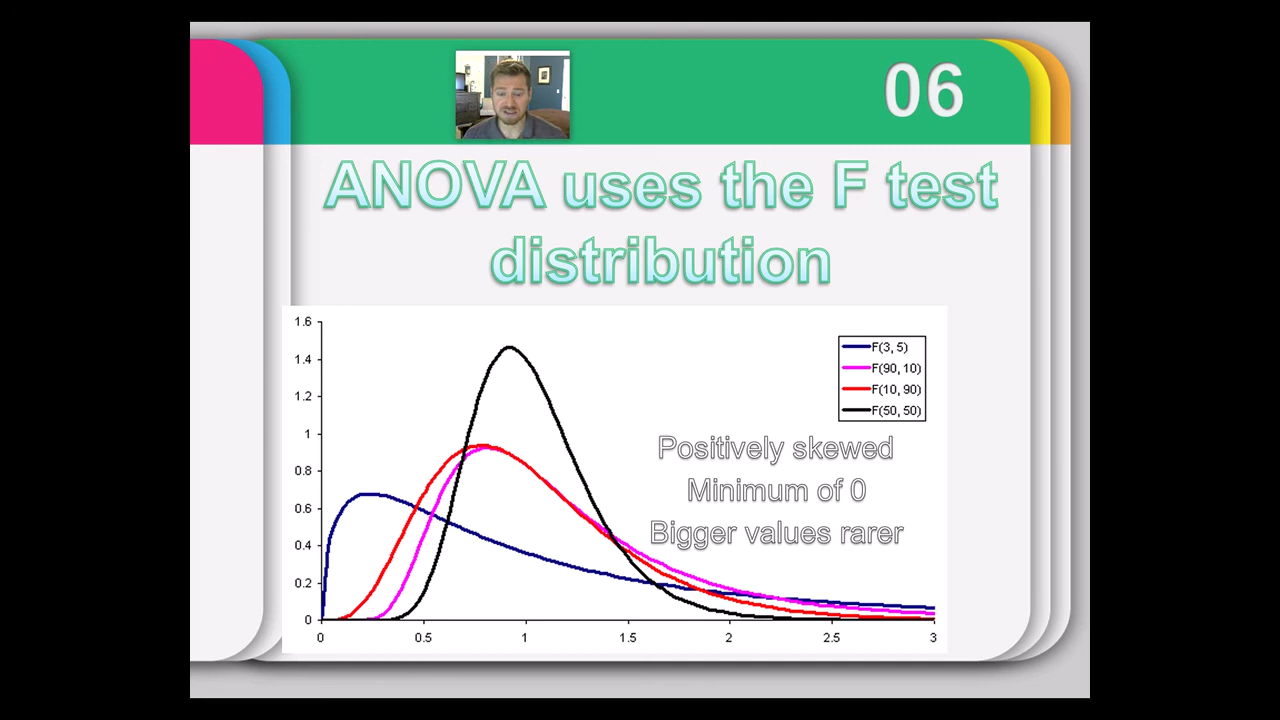 06
ANOVA uses the F test
distribution
1.6
1.4
1.2
1
0.8
0.6
0.4
0.2
0
0
0.5
1
1.5
2
2.5
3
F(3, 5)
F(90, 10)
F(10, 90)
F(50, 50)
Positively skewed
Minimum of 0
Bigger values rarer